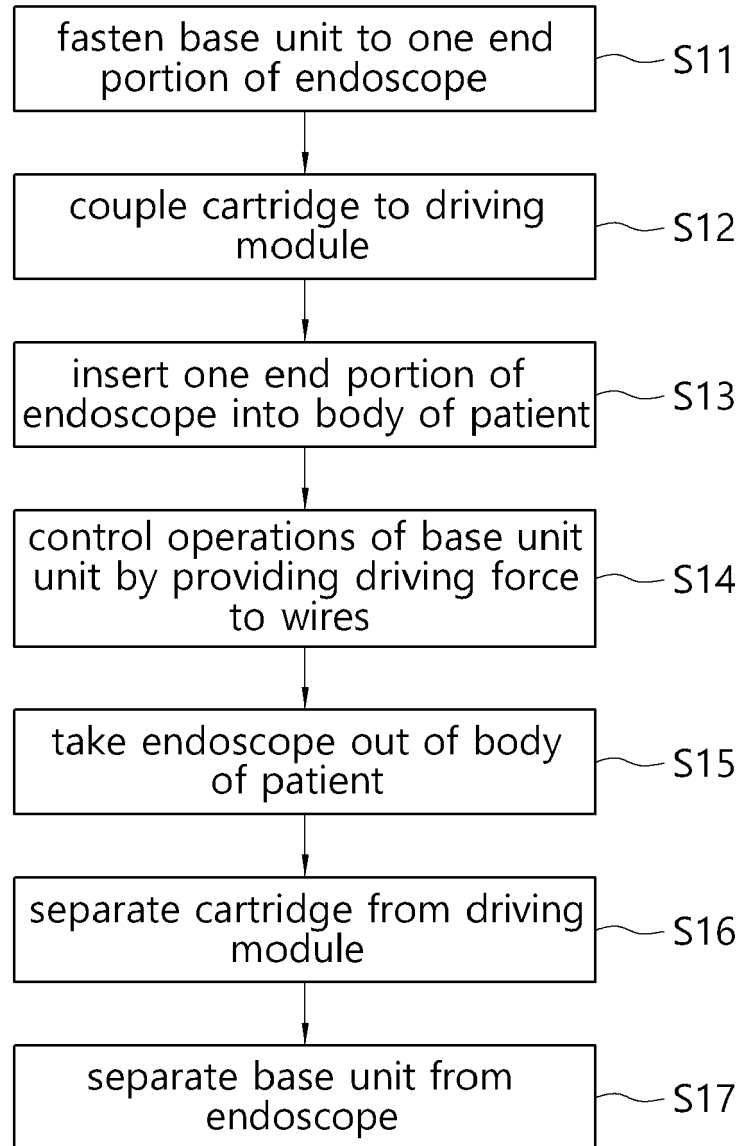 fasten base unit to one end
portion of endoscope
S11
couple cartridge to driving
module
S12
insert one end portion of
endoscope into body of patient
S13
control operations of base unit
unit by providing driving force
to wires
S14
take endoscope out of body
of patient
S15
separate cartridge from driving
module
S16
separate base unit from
endoscope
S17